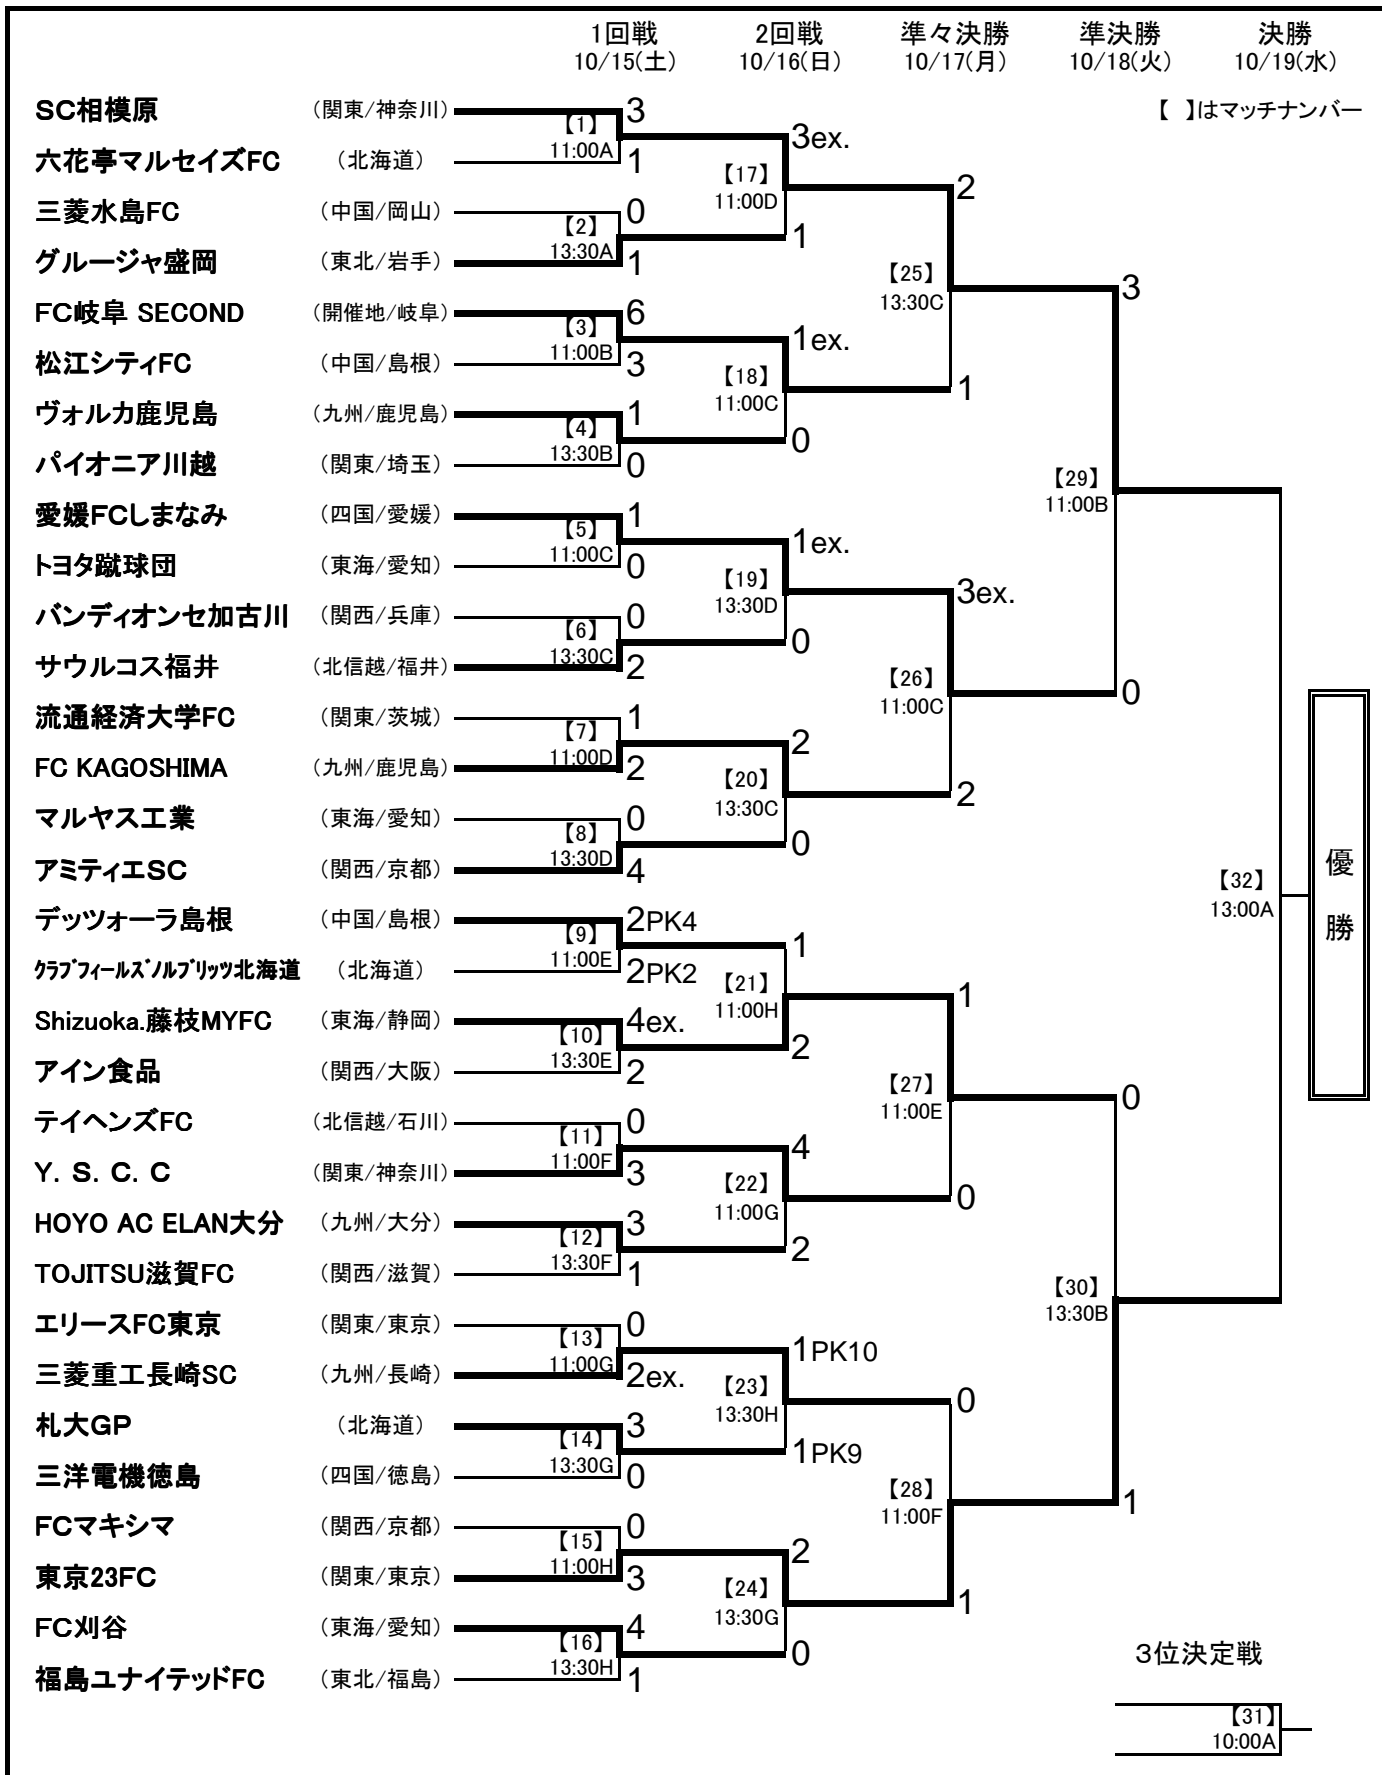 1回戦 2回戦 準々決勝 準決勝 決勝
10/15(土) 10/16(日) 10/17(月) 10/18(火) 10/19(水)
【 】はマッチナンバー
SC相模原 （関東/神奈川） 3
【1】
11:00A
六花亭マルセイズFC （北海道） 1
3ex.
【17】
11:00D
三菱水島FC （中国/岡山） 0
【2】
13:30A
グルージャ盛岡 （東北/岩手） 1
1
2
【25】
13:30C
FC岐阜 SECOND （開催地/岐阜） 6
【3】
11:00B
松江シティFC （中国/島根） 3
1ex.
【18】
11:00C
ヴォルカ鹿児島 （九州/鹿児島） 1
【4】
13:30B
パイオニア川越 （関東/埼玉） 0
0
1
3
【29】
11:00B
愛媛FCしまなみ （四国/愛媛） 1
【5】
11:00C
トヨタ蹴球団 （東海/愛知） 0
1ex.
【19】
13:30D
バンディオンセ加古川 （関西/兵庫） 0
【6】
13:30C
サウルコス福井 （北信越/福井） 2
0
3ex.
【26】
11:00C
流通経済大学FC （関東/茨城） 1
【7】
11:00D
FC KAGOSHIMA （九州/鹿児島） 2
2
【20】
13:30C
マルヤス工業 （東海/愛知） 0
【8】
13:30D
アミティエSC （関西/京都） 4
0
2
0
【32】
13:00A
優勝
デッツォーラ島根 （中国/島根） 2PK4
【9】
11:00E
クラブフィールズノルブリッツ北海道 （北海道） 2PK2
1
【21】
11:00H
Shizuoka.藤枝MYFC （東海/静岡） 4ex.
【10】
13:30E
アイン食品 （関西/大阪） 2
2
1
【27】
11:00E
テイヘンズFC （北信越/石川） 0
【11】
11:00F
Y．S．C．C （関東/神奈川） 3
4
【22】
11:00G
HOYO AC ELAN大分 （九州/大分） 3
【12】
13:30F
TOJITSU滋賀FC （関西/滋賀） 1
2
0
0
【30】
13:30B
エリースFC東京 （関東/東京） 0
【13】
11:00G
三菱重工長崎SC （九州/長崎） 2ex.
1PK10
【23】
13:30H
札大GP （北海道） 3
【14】
13:30G
三洋電機徳島 （四国/徳島） 0
1PK9
0
【28】
11:00F
FCマキシマ （関西/京都） 0
【15】
11:00H
東京23FC （関東/東京） 3
2
【24】
13:30G
FC刈谷 （東海/愛知） 4
【16】
13:30H
福島ユナイテッドFC （東北/福島） 1
0
1
1
3位決定戦
【31】
10:00A